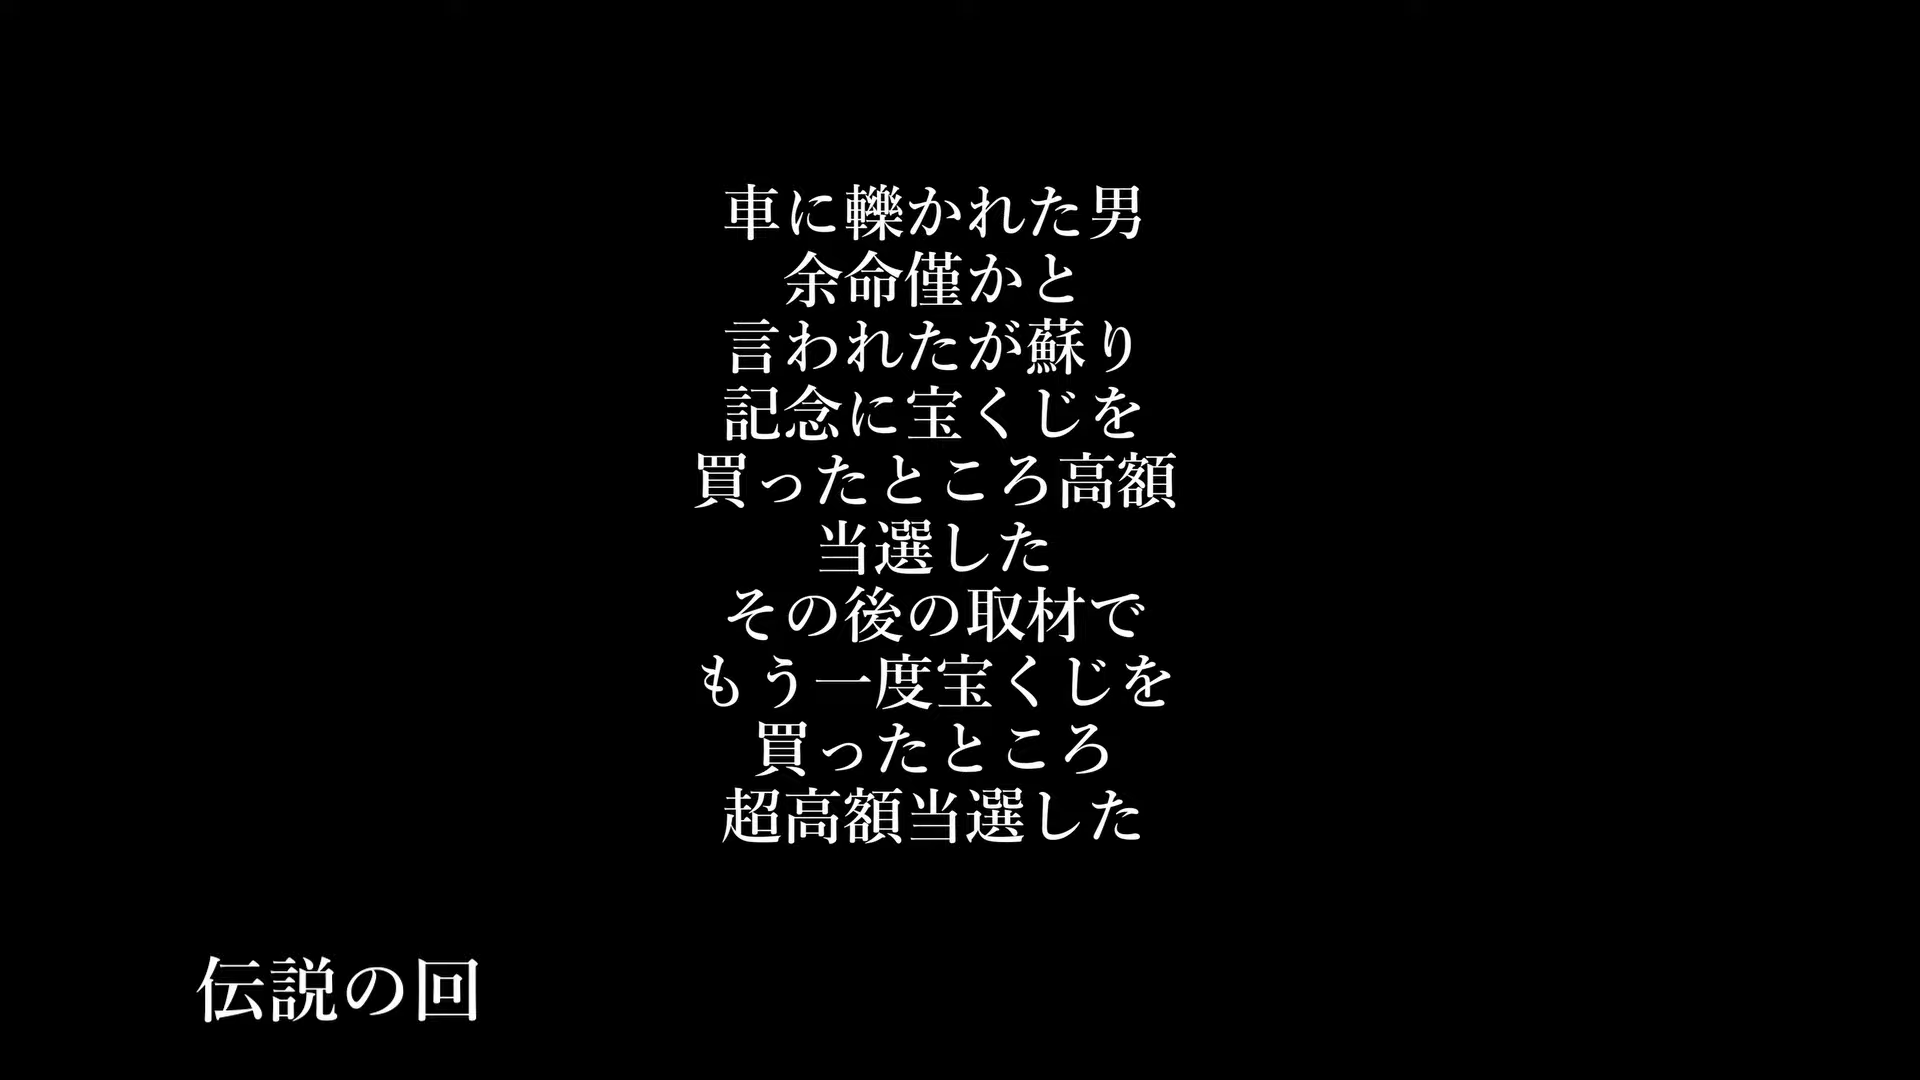 車に轢かれた男
余命僅かと
言われたが蘇り
記念に宝くじを
買ったところ高額
当選した
その後の取材で
もう一度宝くじを
買ったところ
超高額当選した
伝説の回